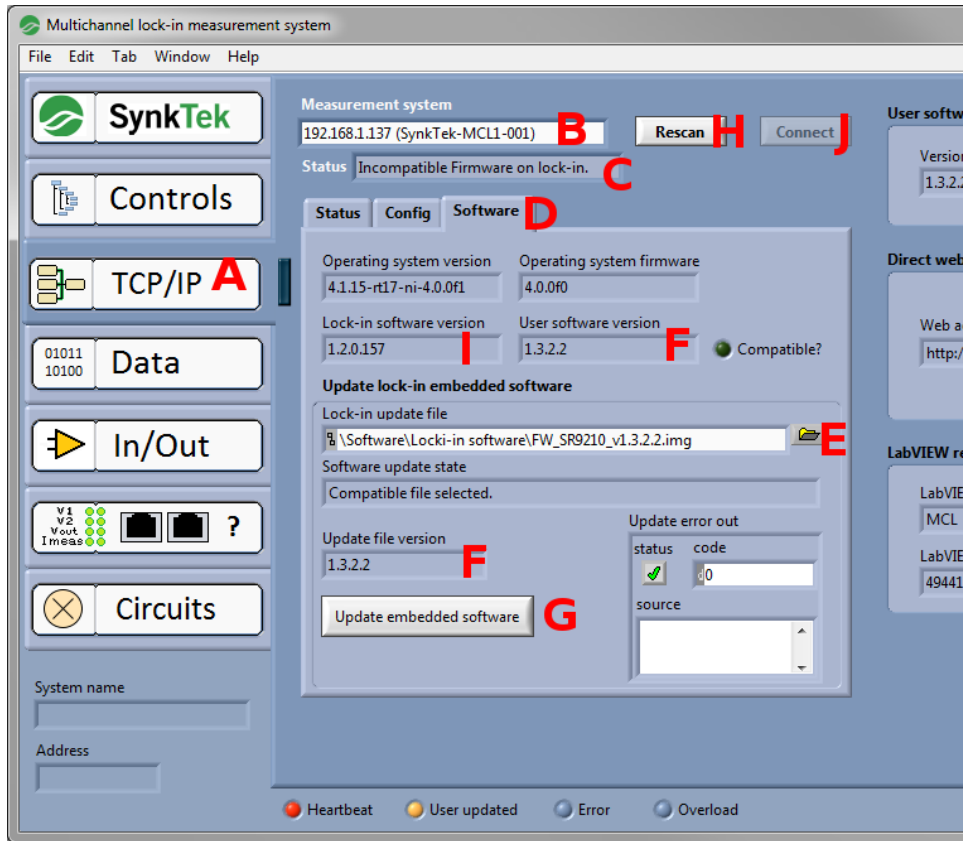 Multichannel lock-in measurement system
File Edit Tab Window Help
SynkTek
Controls
TCP/IP A
01011
10100
Data
In/Out
V1
V2
Vout
Imeas
?
Circuits
System name
Address
Measurement system
192.168.1.137 (SynkTek-MCL1-001) B
Rescan H
Connect J
Status Incompatible Firmware on lock-in. C
Status Config Software D
Operating system version Operating system firmware
4.1.15-rt17-ni-4.0.0f1 4.0.0f0
Lock-in software version User software version
1.2.0.157 I 1.3.2.2 F Compatible?
Update lock-in embedded software
Lock-in update file
\Software\Locki-in software\FW_SR9210_v1.3.2.2.img E
Software update state
Compatible file selected.
Update file version
1.3.2.2 F
Update embedded software G
Update error out
status code
d0
source
User softw
Version
1.3.2.2
Direct web
Web a
http:/
LabVIEW re
LabVIE
MCL
LabVIE
49441
Heartbeat User updated Error Overload